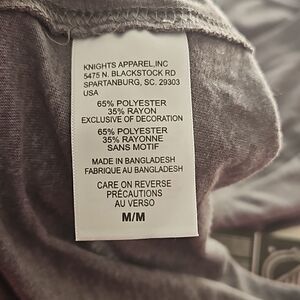 KNIGHTS APPAREL,INC
5475 N. BLACKSTOCK RD
SPARTANBURG, SC. 29303
USA
65% POLYESTER
35% RAYON
EXCLUSIVE OF DECORATION
65% POLYESTER
35% RAYONNE
SANS MOTIF
MADE IN BANGLADESH
FABRIQUE AU BANGLADESH
CARE ON REVERSE
PRÉCAUTIONS
AU VERSO
M/M